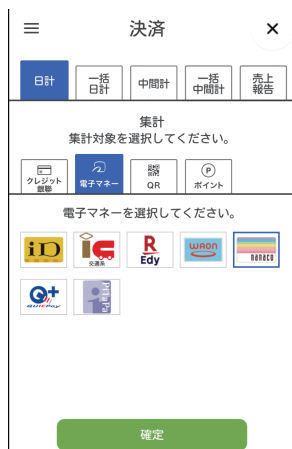 決済
日計
一括
日計
中間計
一括
中間計
売上
報告
集計
集計対象を選択してください。
クレジット
銀聯
電子マネー
QR
P
ポイント
電子マネーを選択してください。
iD
ic
交通系
R
Edy
WAON
nanaco
Q+
QUICPay
PiTaPa
確定